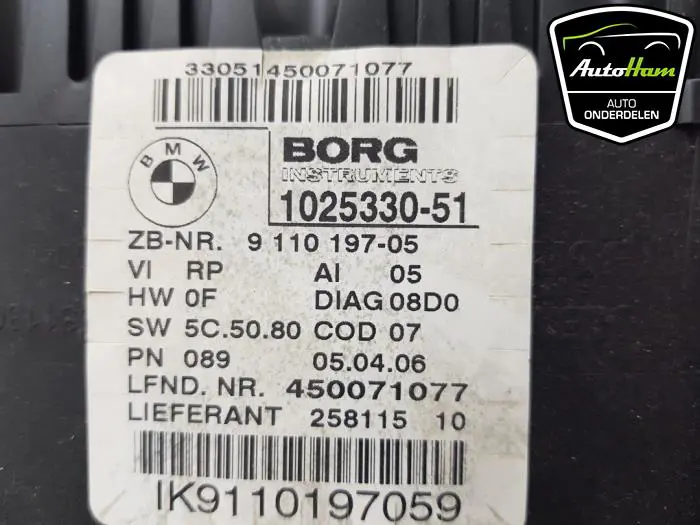 AutoHam
AUTO
ONDERDELEN
33051450071077
BMW
BORG
INSTRUMENTS
1025330-51
ZB-NR. 9 110 197-05
VI RP AI 05
HW 0F DIAG 08D0
SW 5C.50.80 COD 07
PN 089 05.04.06
LFND. NR. 450071077
LIEFERANT 258115 10
IK9110197059